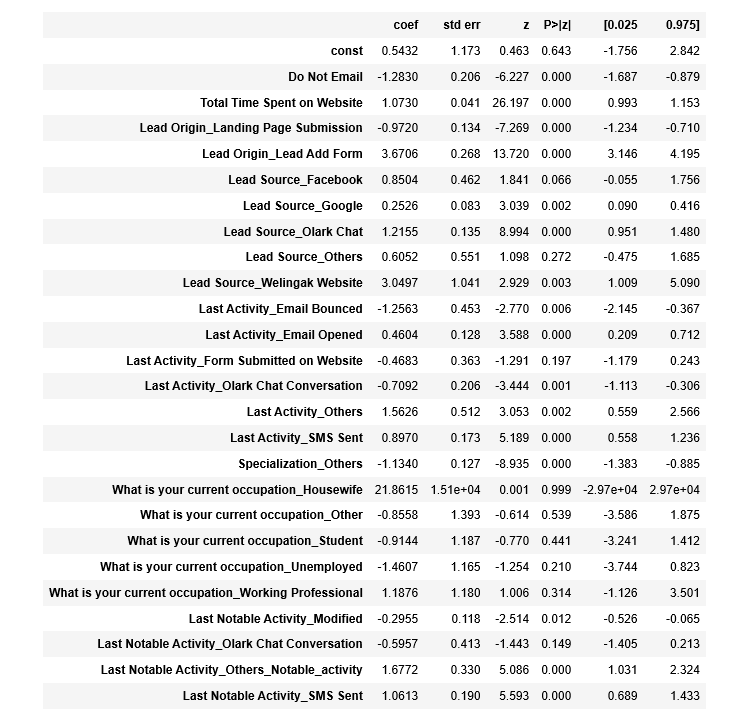 coef std err z P>|z| [0.025 0.975]
const 0.5432 1.173 0.463 0.643 -1.756 2.842
Do Not Email -1.2830 0.206 -6.227 0.000 -1.687 -0.879
Total Time Spent on Website 1.0730 0.041 26.197 0.000 0.993 1.153
Lead Origin_Landing Page Submission -0.9720 0.134 -7.269 0.000 -1.234 -0.710
Lead Origin_Lead Add Form 3.6706 0.268 13.720 0.000 3.146 4.195
Lead Source_Facebook 0.8504 0.462 1.841 0.066 -0.055 1.756
Lead Source_Google 0.2526 0.083 3.039 0.002 0.090 0.416
Lead Source_Olark Chat 1.2155 0.135 8.994 0.000 0.951 1.480
Lead Source_Others 0.6052 0.551 1.098 0.272 -0.475 1.685
Lead Source_Welingak Website 3.0497 1.041 2.929 0.003 1.009 5.090
Last Activity_Email Bounced -1.2563 0.453 -2.770 0.006 -2.145 -0.367
Last Activity_Email Opened 0.4604 0.128 3.588 0.000 0.209 0.712
Last Activity_Form Submitted on Website -0.4683 0.363 -1.291 0.197 -1.179 0.243
Last Activity_Olark Chat Conversation -0.7092 0.206 -3.444 0.001 -1.113 -0.306
Last Activity_Others 1.5626 0.512 3.053 0.002 0.559 2.566
Last Activity_SMS Sent 0.8970 0.173 5.189 0.000 0.558 1.236
Specialization_Others -1.1340 0.127 -8.935 0.000 -1.383 -0.885
What is your current occupation_Housewife 21.8615 1.51e+04 0.001 0.999 -2.97e+04 2.97e+04
What is your current occupation_Other -0.8558 1.393 -0.614 0.539 -3.586 1.875
What is your current occupation_Student -0.9144 1.187 -0.770 0.441 -3.241 1.412
What is your current occupation_Unemployed -1.4607 1.165 -1.254 0.210 -3.744 0.823
What is your current occupation_Working Professional 1.1876 1.180 1.006 0.314 -1.126 3.501
Last Notable Activity_Modified -0.2955 0.118 -2.514 0.012 -0.526 -0.065
Last Notable Activity_Olark Chat Conversation -0.5957 0.413 -1.443 0.149 -1.405 0.213
Last Notable Activity_Others_Notable_activity 1.6772 0.330 5.086 0.000 1.031 2.324
Last Notable Activity_SMS Sent 1.0613 0.190 5.593 0.000 0.689 1.433